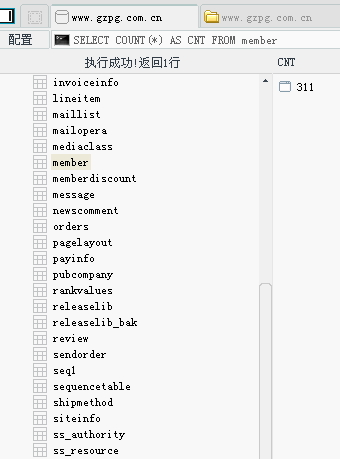 www.gzpg.com.cn
www.gzpg.com.cn
配置
SELECT COUNT(*) AS CNT FROM member
执行成功!返回1行
CNT
invoiceinfo
311
lineitem
maillist
mailopera
mediaclass
member
memberdiscount
message
newscomment
orders
pagelayout
payinfo
pubcompany
rankvalues
releaselib
releaselib_bak
review
sendorder
seq1
sequencetable
shipmethod
siteinfo
ss_authority
ss_resource